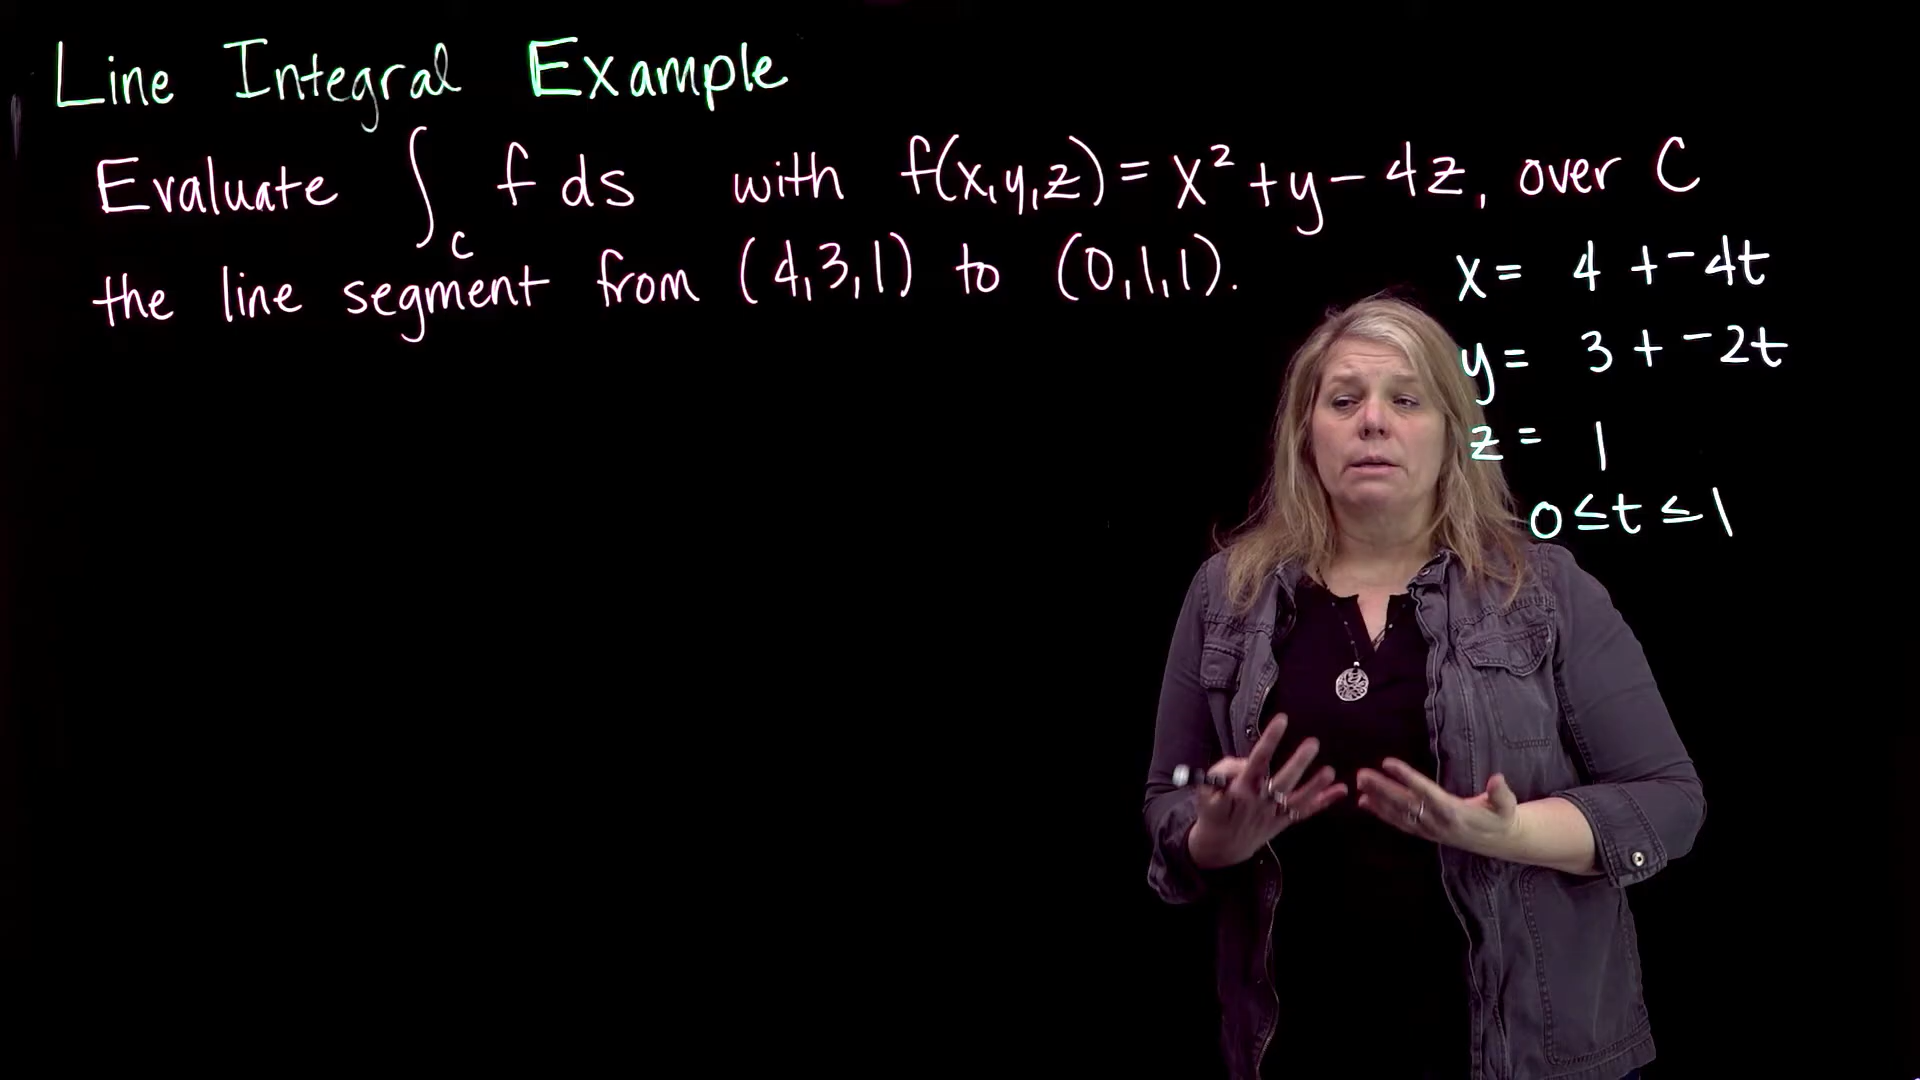 Line Integral Example
Evaluate ∫_C f ds with f(x,y,z) = x² + y - 4z, over C
the line segment from (4,3,1) to (0,1,1).
x = 4 + -4t
y = 3 + -2t
z = 1
0 ≤ t ≤ 1